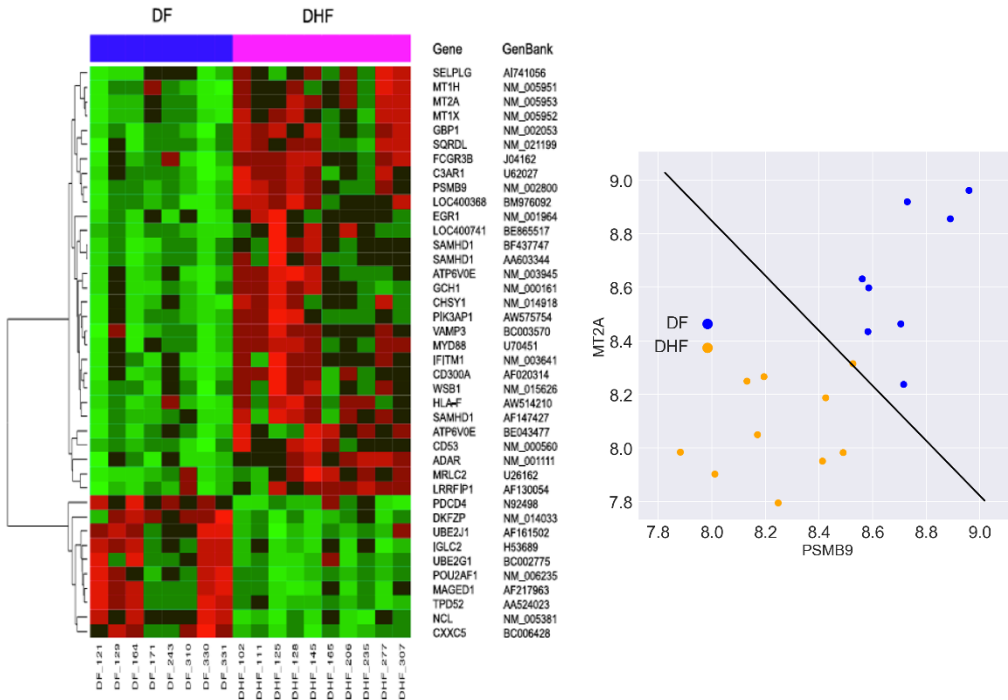 DF DHF
Gene GenBank
SELPLG AI741056
MT1H NM_005951
MT2A NM_005953
MT1X NM_005952
GBP1 NM_002053
SQRDL NM_021199
FCGR3B J04162
C3AR1 U62027
PSMB9 NM_002800
LOC400368 BM976092
EGR1 NM_001964
LOC400741 BE865517
SAMHD1 BF437747
SAMHD1 AA603344
ATP6V0E NM_003945
GCH1 NM_000161
CHSY1 NM_014918
PIK3AP1 AW575754
VAMP3 BC003570
MYD88 U70451
IFITM1 NM_003641
CD300A AF020314
WSB1 NM_015626
HLA-F AW514210
SAMHD1 AF147427
ATP6V0E BE043477
CD53 NM_000560
ADAR NM_001111
MRLC2 U26162
LRRFIP1 AF130054
PDCD4 N92498
DKFZP NM_014033
UBE2J1 AF161502
IGLC2 H53689
UBE2G1 BC002775
POU2AF1 NM_006235
MAGED1 AF217963
TPD52 AA524023
NCL NM_005381
CXXC5 BC006428
DF_121
DF_129
DF_164
DF_171
DF_243
DF_310
DF_330
DF_331
DHF_102
DHF_111
DHF_125
DHF_128
DHF_145
DHF_165
DHF_206
DHF_235
DHF_277
DHF_307
9.0
8.8
8.6
8.4
8.2
8.0
7.8
MT2A
DF
DHF
7.8 8.0 8.2 8.4 8.6 8.8 9.0
PSMB9